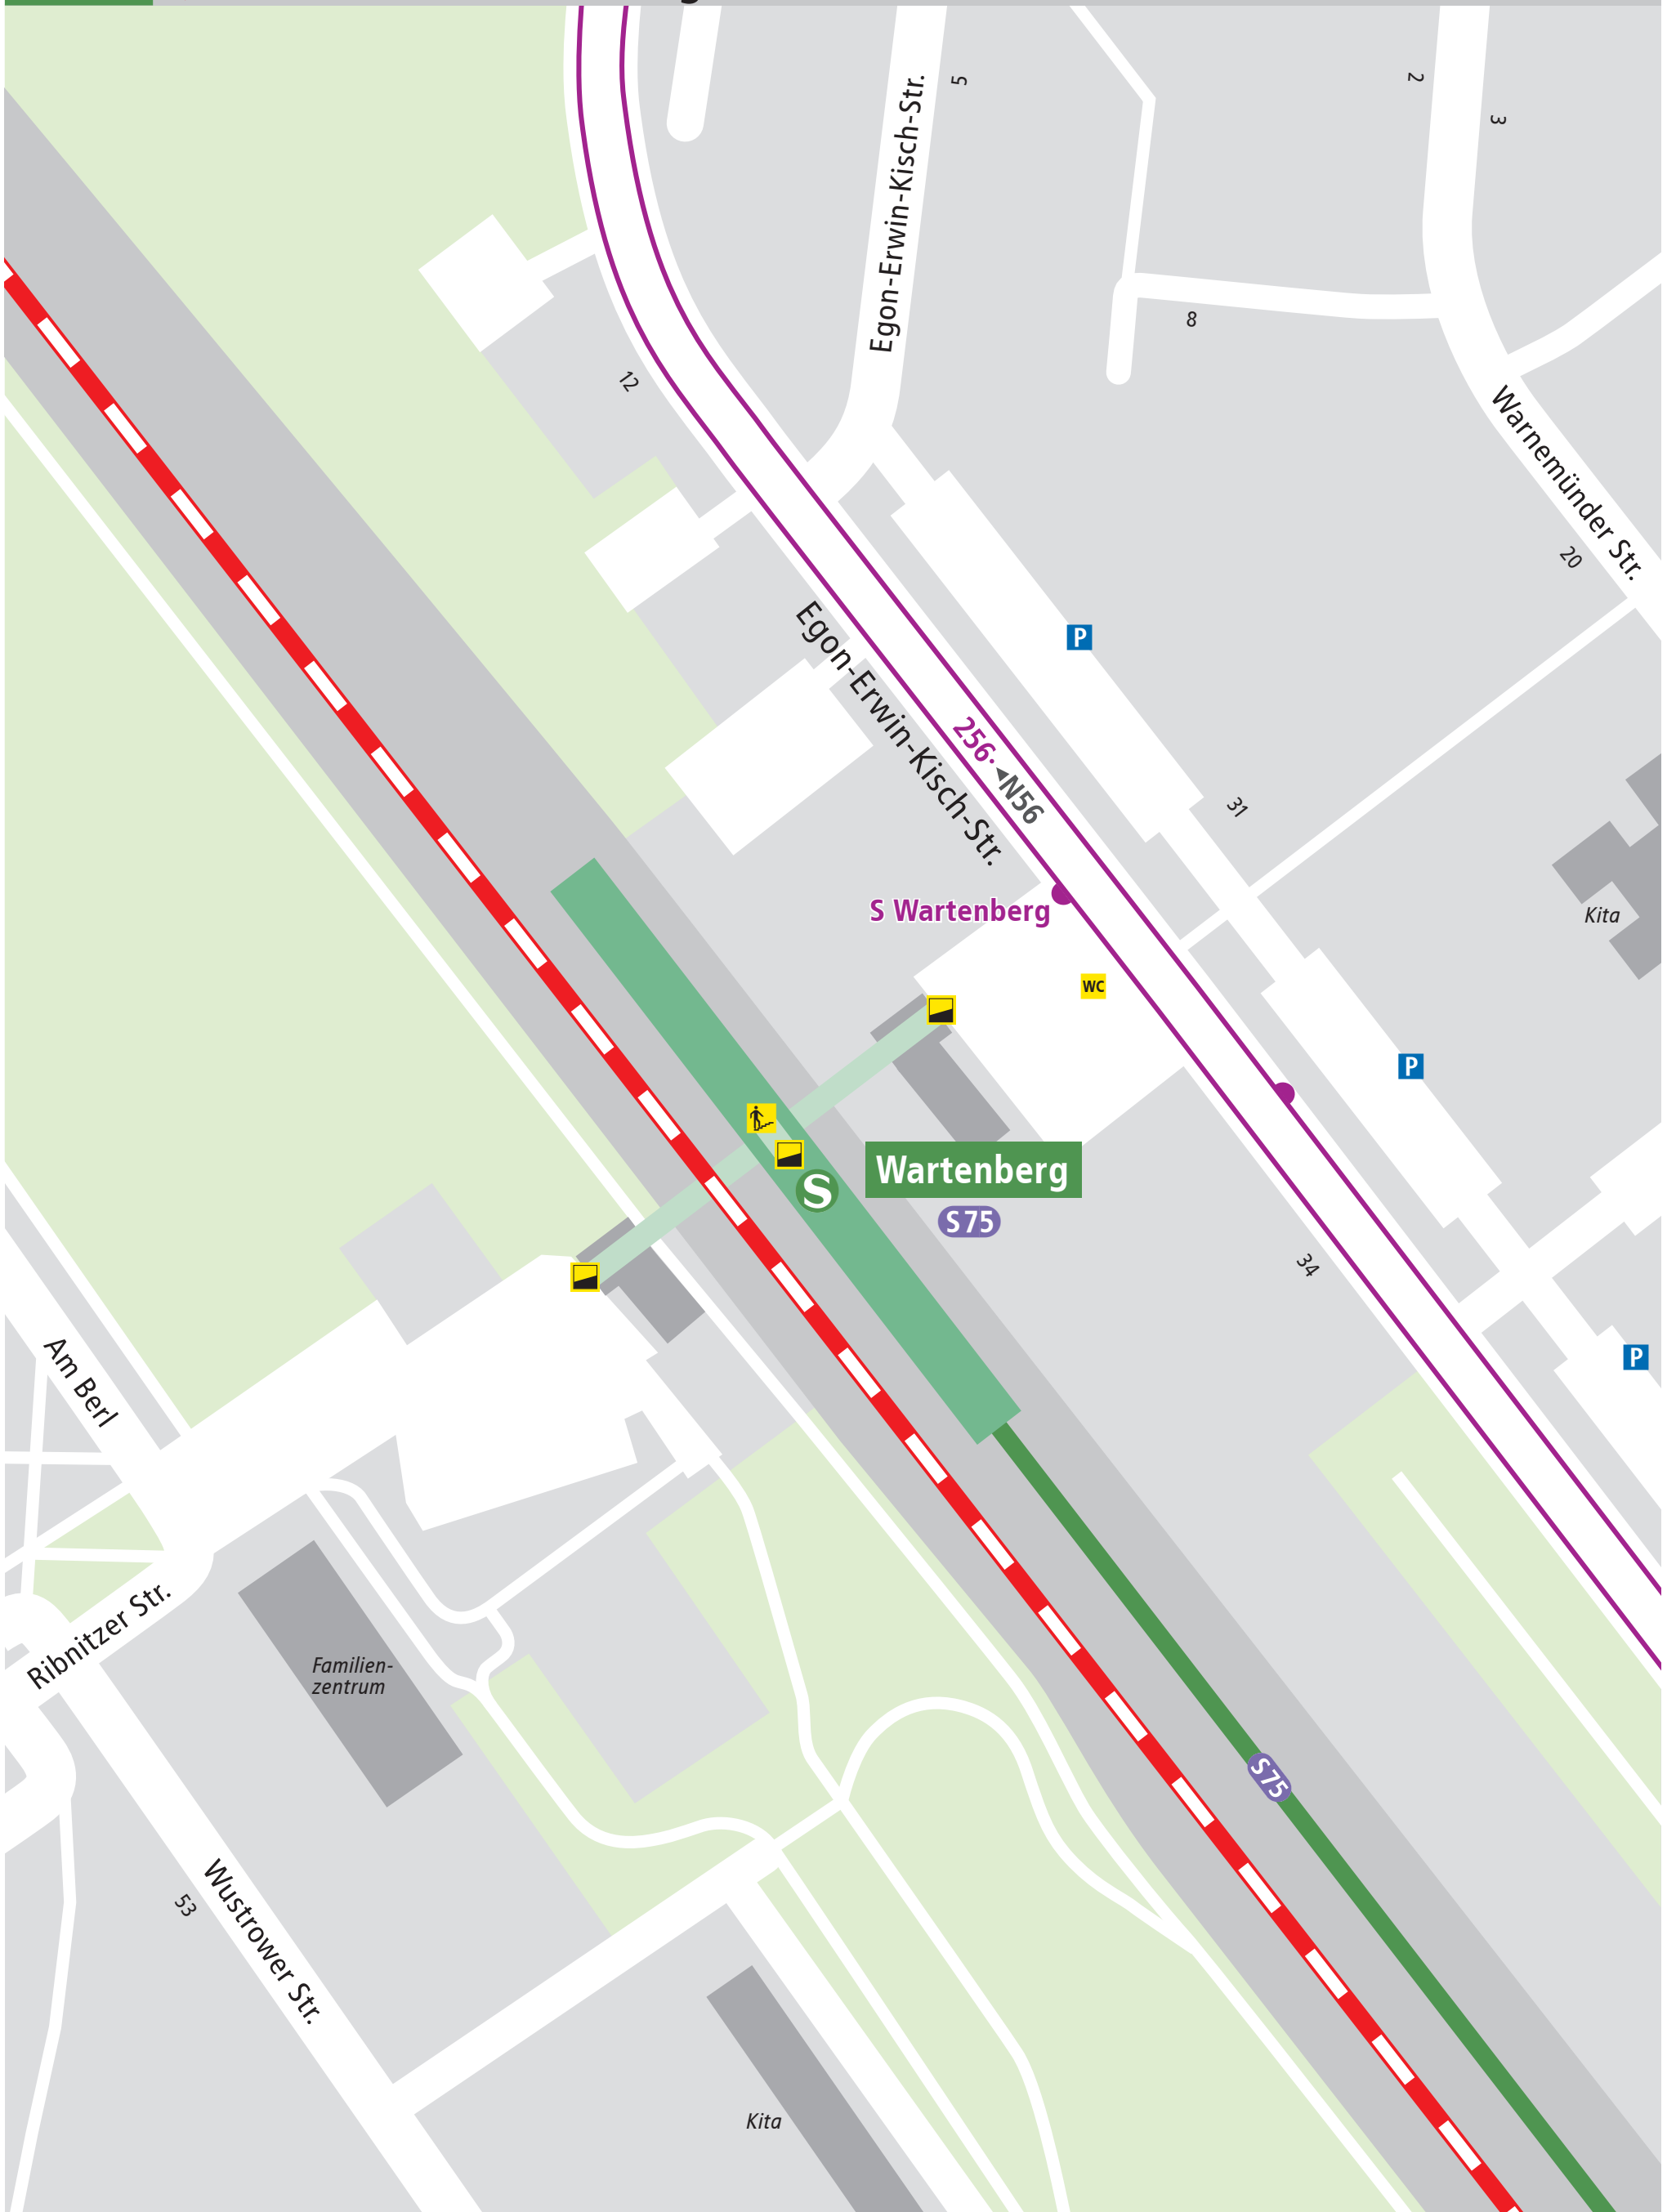 5
2
3
Egon-Erwin-Kisch-Str.
8
12
Warnemünder Str.
20
P
Egon-Erwin-Kisch-Str.
256·
◄N56
31
S Wartenberg
Kita
WC
P
Wartenberg
S
S75
34
P
Am Berl
Ribnitzer Str.
Familien-
zentrum
S75
53
Wustrower Str.
Kita